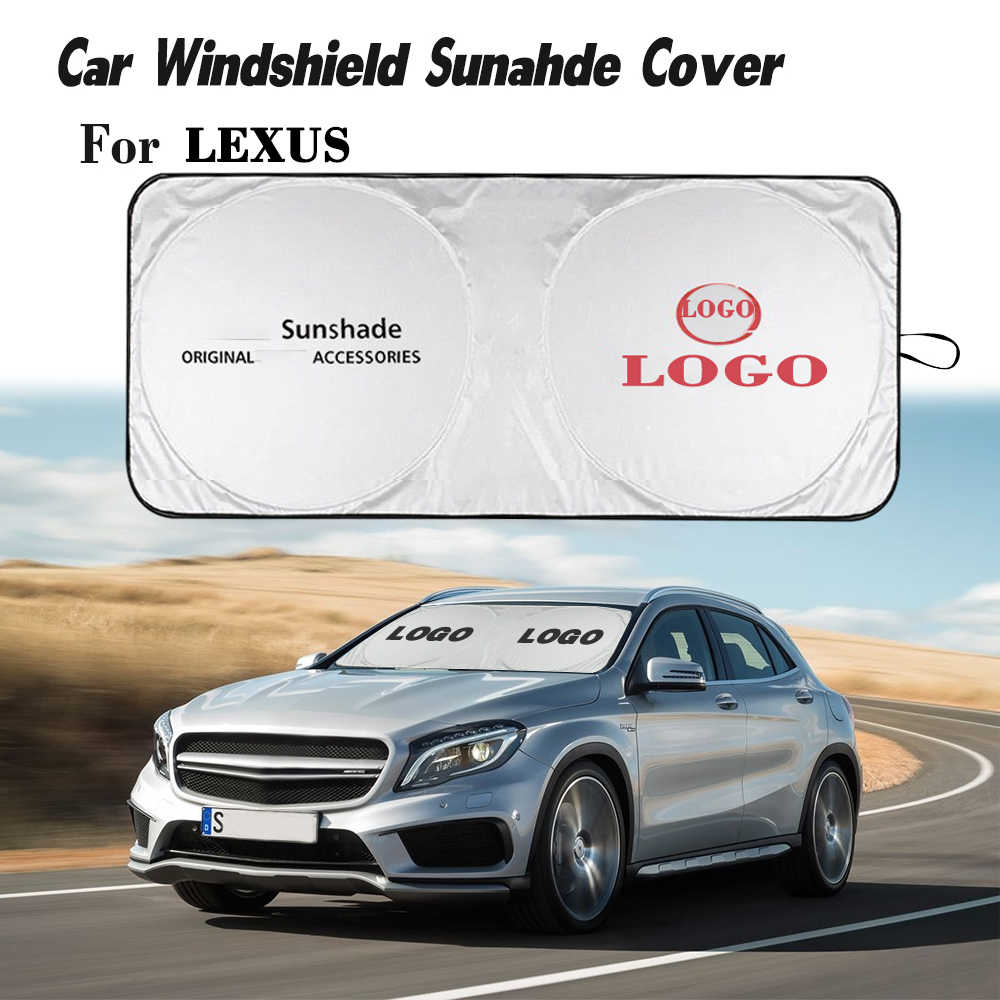 Car Windshield Sunahde Cover
For LEXUS
Sunshade
ORIGINAL ACCESSORIES
LOGO
LOGO
LOGO LOGO
D S